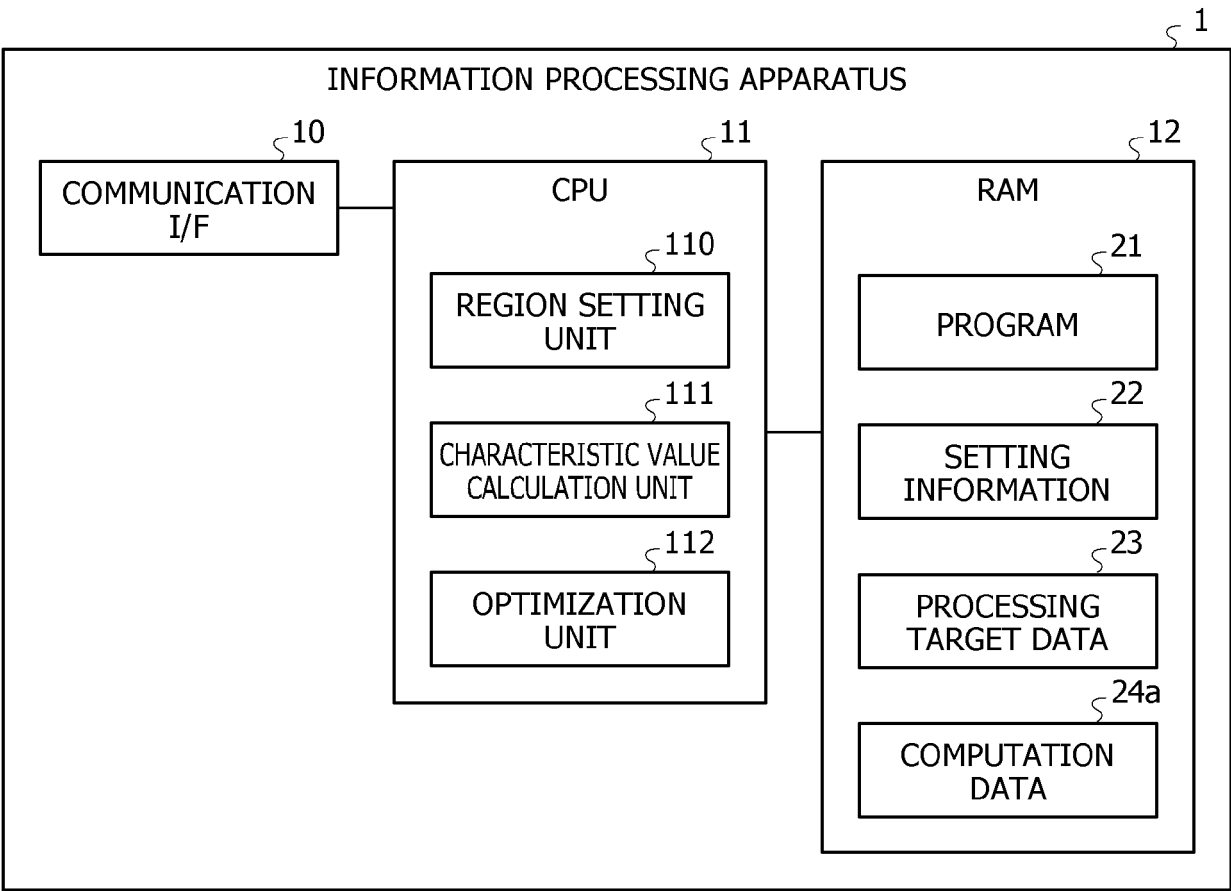 1
INFORMATION PROCESSING APPARATUS
10
COMMUNICATION
I/F
11
CPU
110
REGION SETTING
UNIT
111
CHARACTERISTIC VALUE
CALCULATION UNIT
112
OPTIMIZATION
UNIT
12
RAM
21
PROGRAM
22
SETTING
INFORMATION
23
PROCESSING
TARGET DATA
24a
COMPUTATION
DATA